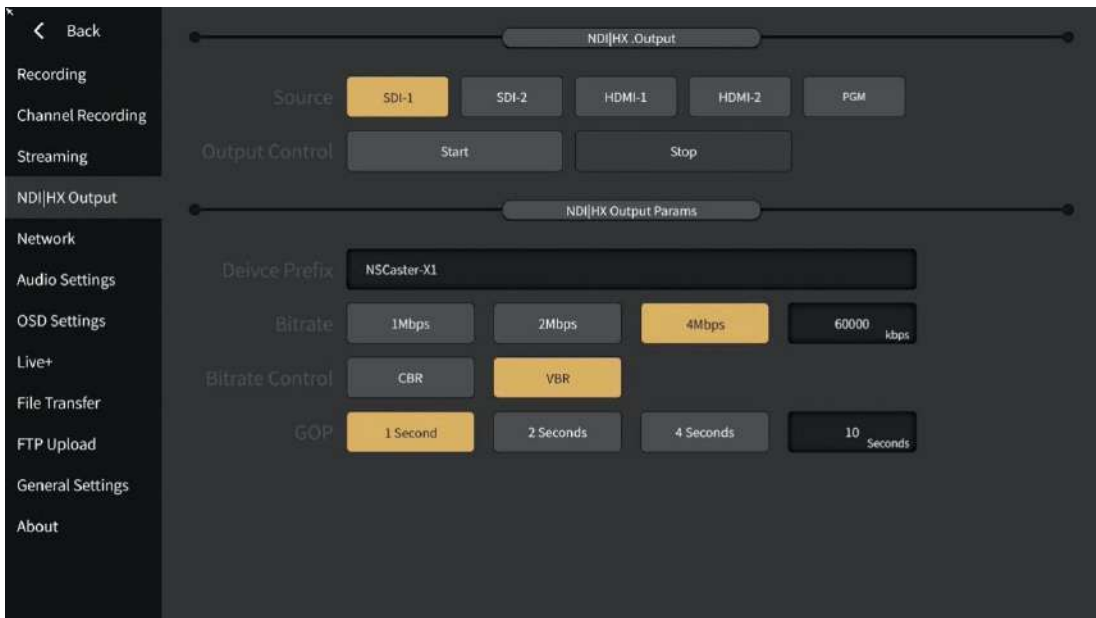 Back
NDI|HX .Output
Recording
Source SDI-1 SDI-2 HDMI-1 HDMI-2 PGM
Channel Recording
Streaming
Output Control Start Stop
NDI|HX Output
NDI|HX Output Params
Network
Audio Settings
Deivce Prefix NSCaster-X1
OSD Settings
Bitrate 1Mbps 2Mbps 4Mbps 60000 kbps
Live+
Bitrate Control CBR VBR
File Transfer
FTP Upload
GOP 1 Second 2 Seconds 4 Seconds 10 Seconds
General Settings
About